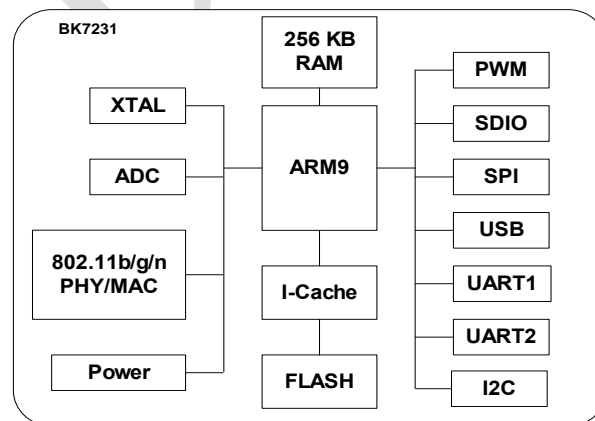 BK7231
256 KB
RAM
XTAL
ADC
802.11b/g/n
PHY/MAC
Power
ARM9
I-Cache
FLASH
PWM
SDIO
SPI
USB
UART1
UART2
I2C